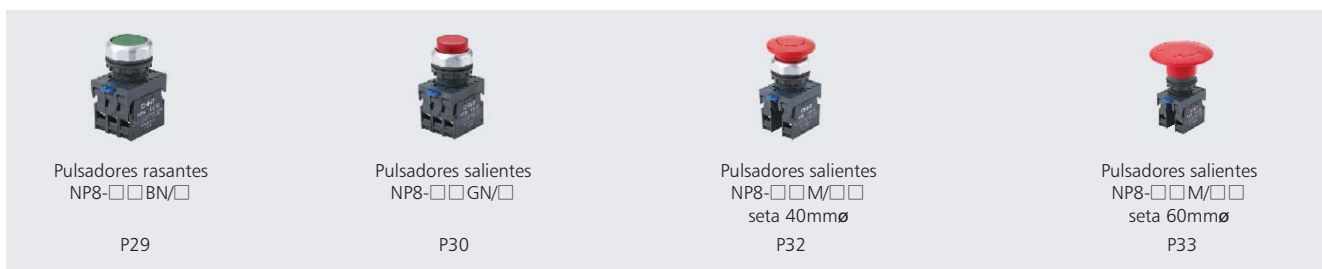 Pulsadores rasantes
NP8-□□BN/□
P29
Pulsadores salientes
NP8-□□GN/□
P30
Pulsadores salientes
NP8-□□M/□□
seta 40mmø
P32
Pulsadores salientes
NP8-□□M/□□
seta 60mmø
P33